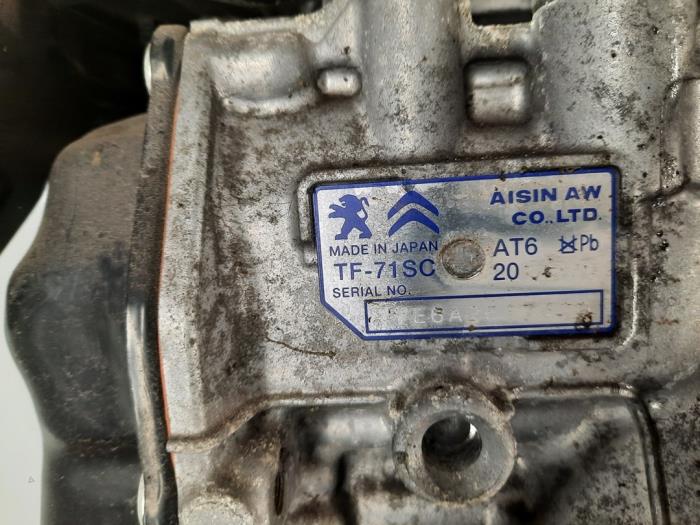 AISIN AW
CO.,LTD.
MADE IN JAPAN
TF-71SC
AT6
Pb
20
SERIAL NO.